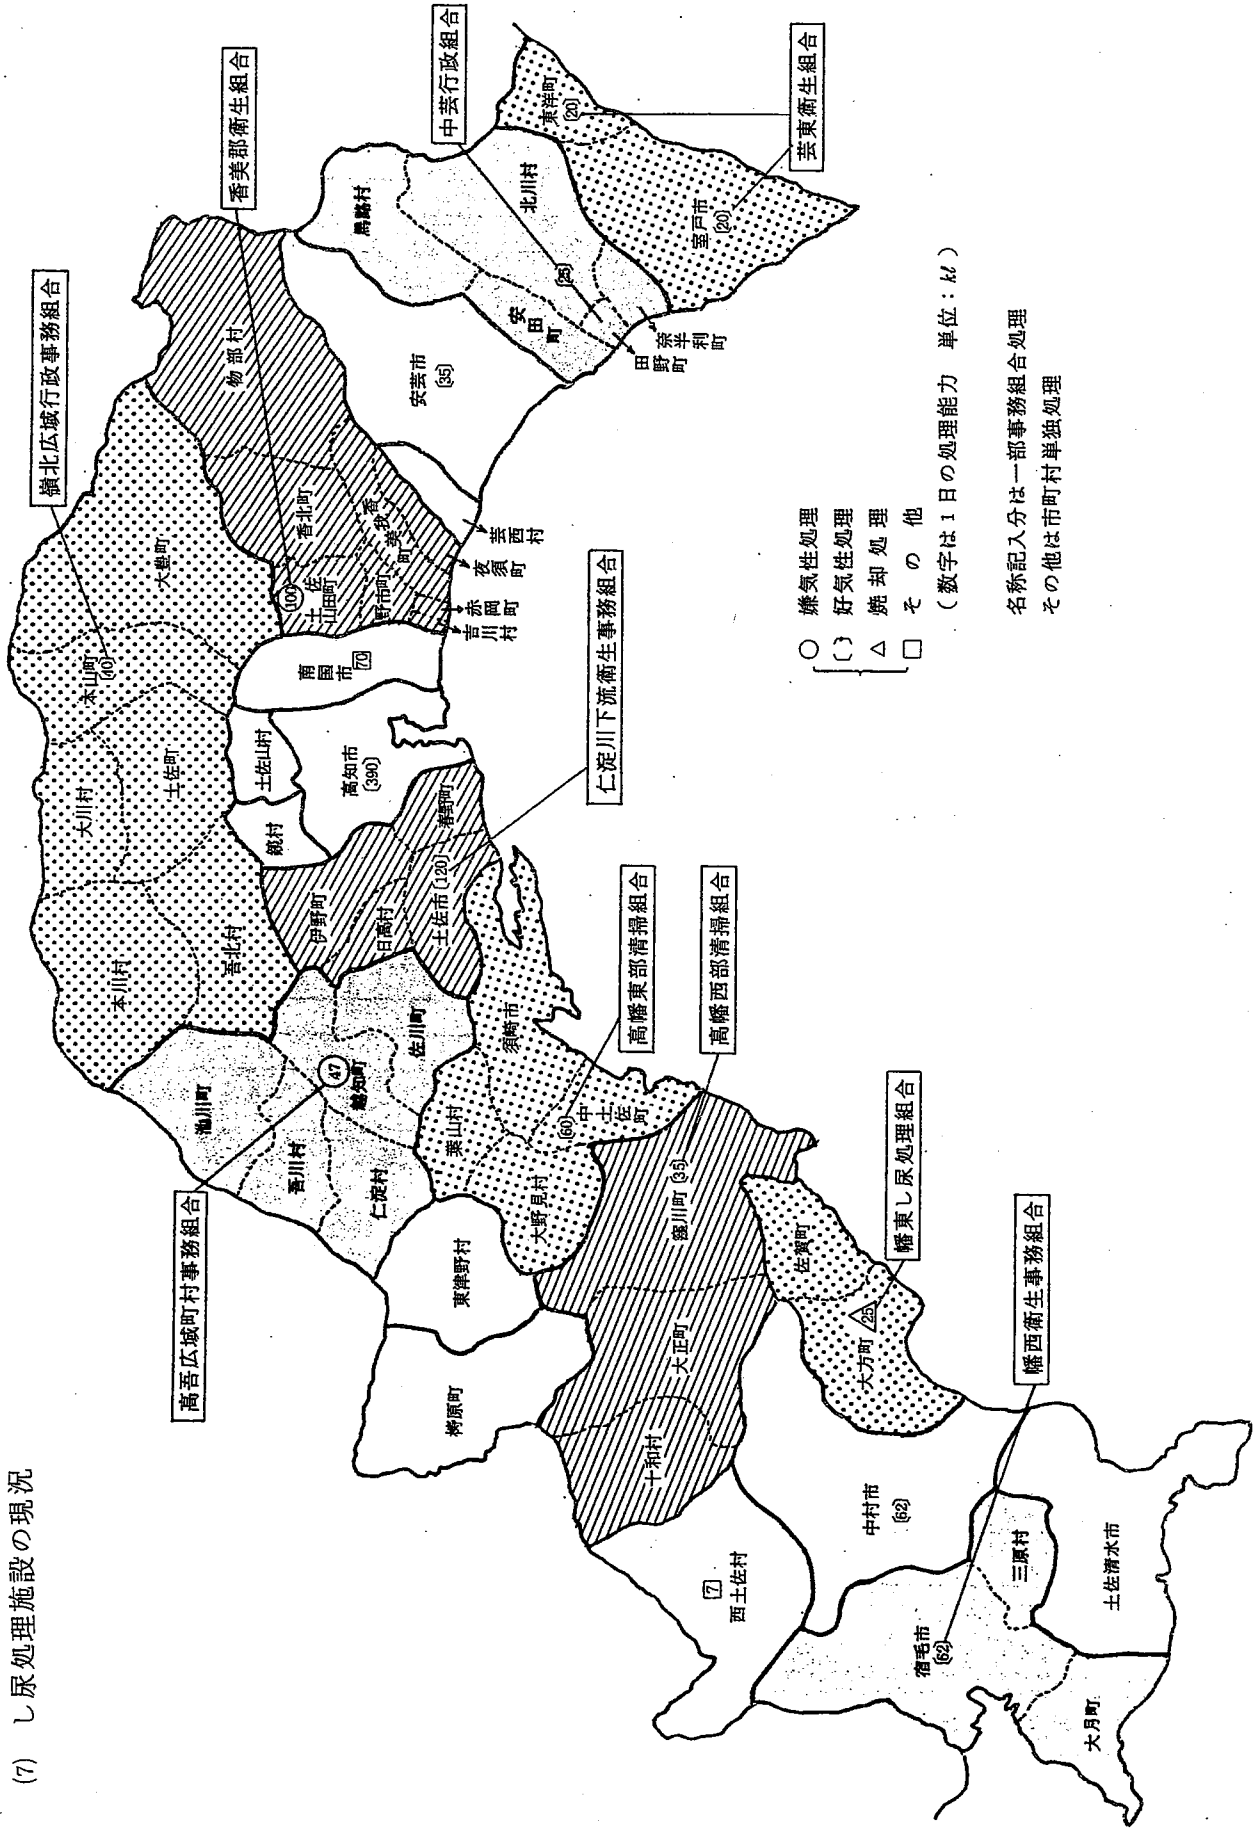 (7) し尿処理施設の現況
嶺北広域行政事務組合
香美郡衛生組合
中芸行政組合
芸東衛生組合
仁淀川下流衛生事務組合
高幡東部清掃組合
高幡西部清掃組合
幡東し尿処理組合
幡西衛生事務組合
高吾広域町村事務組合
東洋町
(20)
室戸市
(20)
馬路村
北川村
(25)
安田町
田野町
奈半利町
安芸市
(35)
芸西村
物部村
香北町
香我美町
夜須町
赤岡町
吉川村
野市町
土佐山田町
100
大豊町
本山町
(40)
土佐町
大川村
本川村
吾北村
南国市
70
土佐山村
鏡村
高知市
(390)
春野町
伊野町
日高村
土佐市(120)
池川町
吾川村
仁淀村
越知町
47
佐川町
須崎市
葉山村
中土佐町
(60)
大野見村
東津野村
梼原町
窪川町(35)
大正町
十和村
佐賀町
大方町
25
中村市
(62)
西土佐村
7
三原村
宿毛市
(62)
土佐清水市
大月町
○ 嫌気性処理
〔〕 好気性処理
△ 焼却処理
□ その他
(数字は1日の処理能力 単位:kl)
名称記入分は一部事務組合処理
その他は市町村単独処理